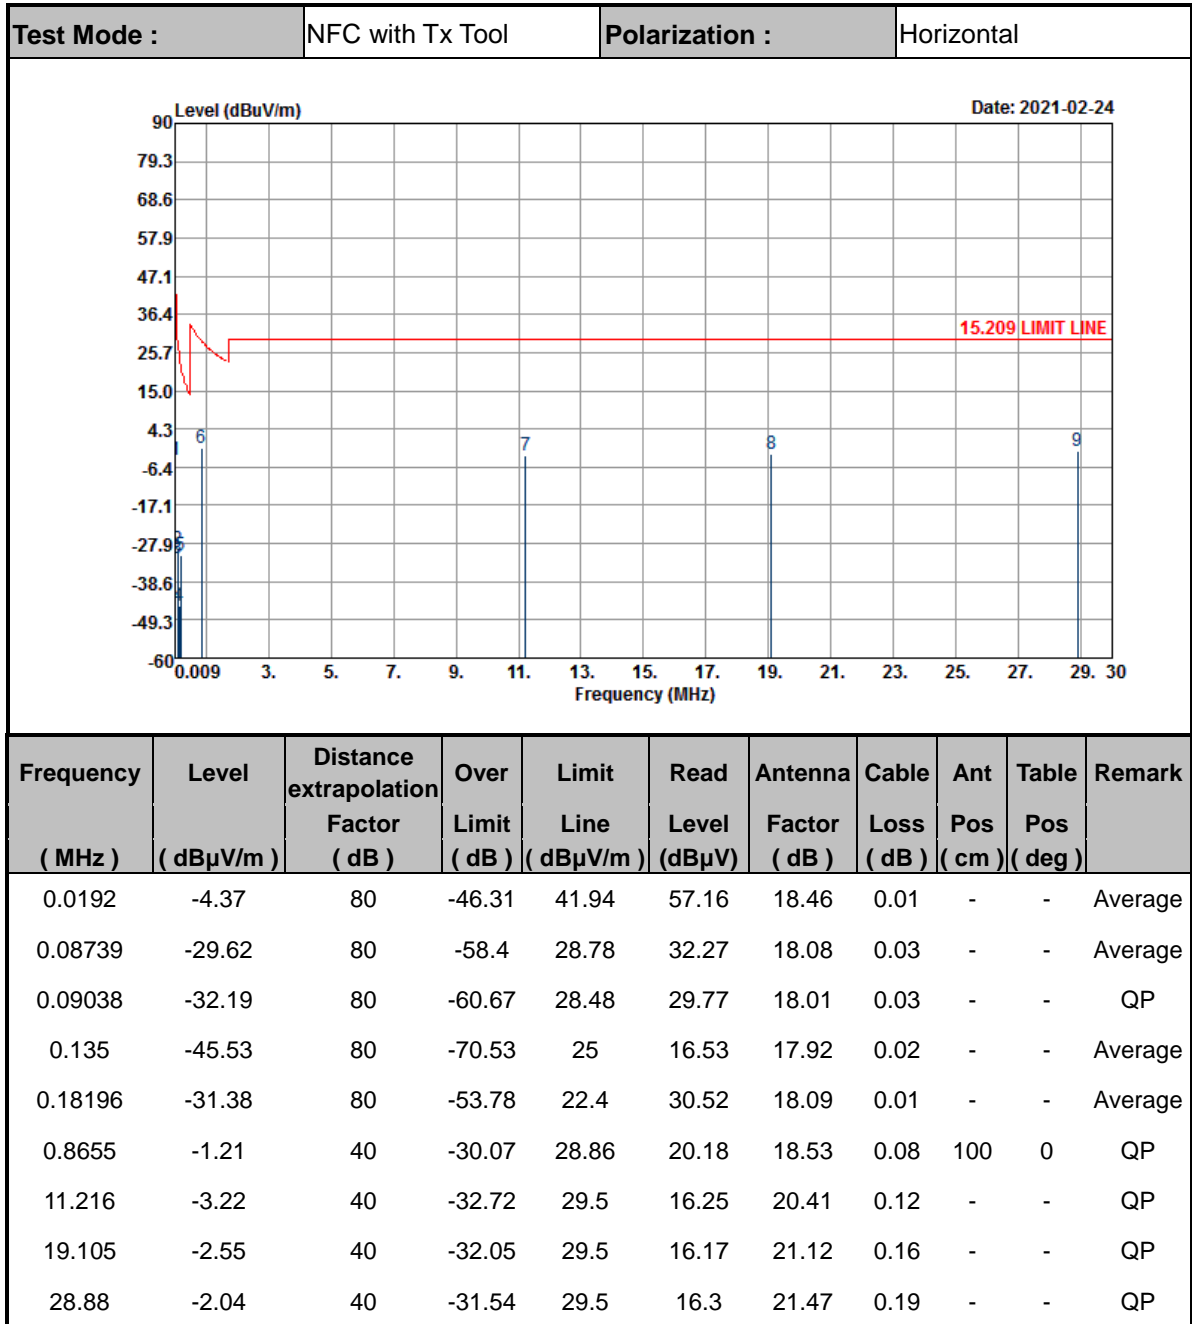 Test Mode : NFC with Tx Tool Polarization : Horizontal
Level (dBuV/m) Date: 2021-02-24
90
79.3
68.6
57.9
47.1
36.4
15.209 LIMIT LINE
25.7
15.0
4.3
6 7 8 9
-6.4
-17.1
-27.9
-38.6
-49.3
-60
0.009 3. 5. 7. 9. 11. 13. 15. 17. 19. 21. 23. 25. 27. 29. 30
Frequency (MHz)
Frequency Level Distance extrapolation Over Limit Read Antenna Cable Ant Table Remark
Factor Limit Line Level Factor Loss Pos Pos
( MHz ) ( dBµV/m ) ( dB ) ( dB ) ( dBµV/m ) (dBµV) ( dB ) ( dB ) ( cm ) ( deg )
0.0192 -4.37 80 -46.31 41.94 57.16 18.46 0.01 - - Average
0.08739 -29.62 80 -58.4 28.78 32.27 18.08 0.03 - - Average
0.09038 -32.19 80 -60.67 28.48 29.77 18.01 0.03 - - QP
0.135 -45.53 80 -70.53 25 16.53 17.92 0.02 - - Average
0.18196 -31.38 80 -53.78 22.4 30.52 18.09 0.01 - - Average
0.8655 -1.21 40 -30.07 28.86 20.18 18.53 0.08 100 0 QP
11.216 -3.22 40 -32.72 29.5 16.25 20.41 0.12 - - QP
19.105 -2.55 40 -32.05 29.5 16.17 21.12 0.16 - - QP
28.88 -2.04 40 -31.54 29.5 16.3 21.47 0.19 - - QP